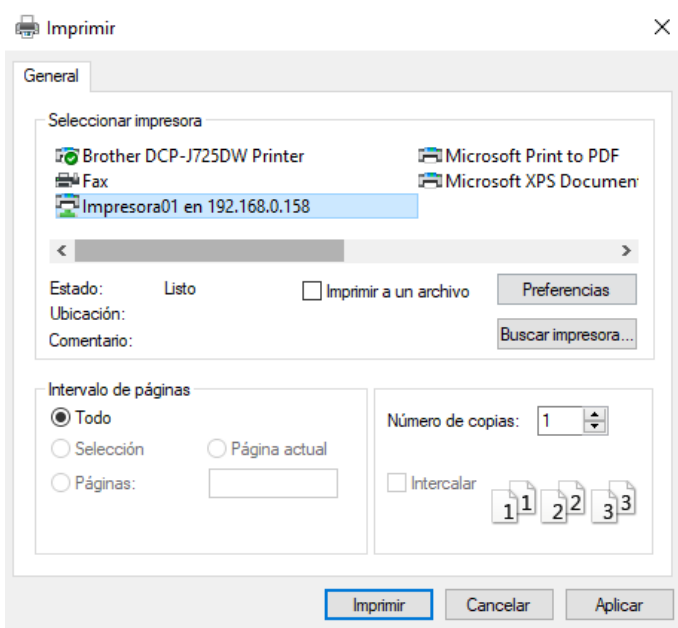 Imprimir
General
Seleccionar impresora
Brother DCP-J725DW Printer
Microsoft Print to PDF
Fax
Microsoft XPS Documen
Impresora01 en 192.168.0.158
Estado: Listo
Imprimir a un archivo
Preferencias
Ubicación:
Comentario:
Buscar impresora...
Intervalo de páginas
Todo
Selección
Página actual
Páginas:
Número de copias: 1
Intercalar
1 1 2 2 3 3
Imprimir
Cancelar
Aplicar